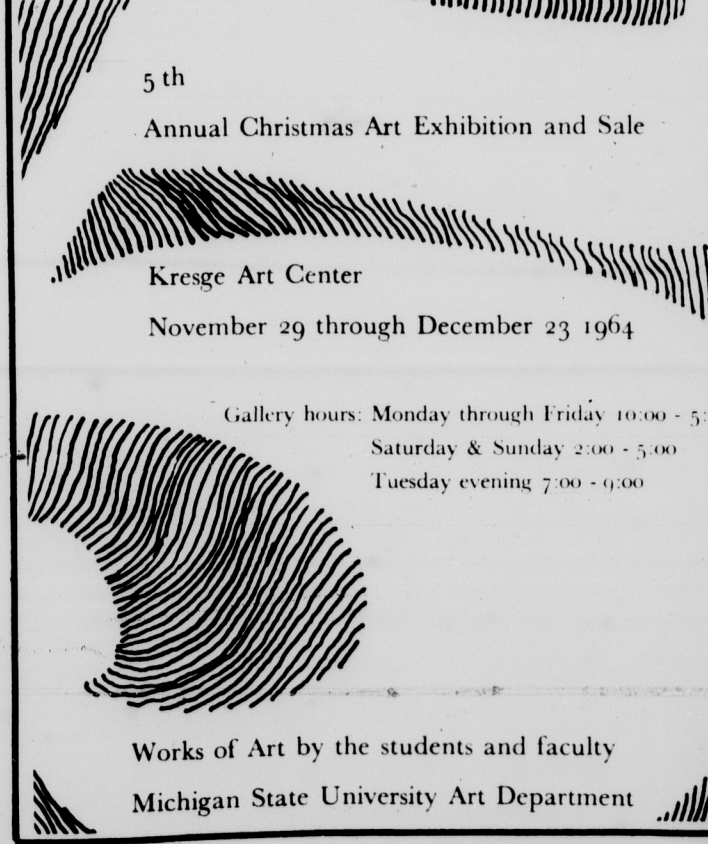 5 th
Annual Christmas Art Exhibition and Sale
Kresge Art Center
November 29 through December 23 1964
Gallery hours: Monday through Friday 10:00 - 5:
Saturday & Sunday 2:00 - 5:00
Tuesday evening 7:00 - 9:00
Works of Art by the students and faculty
Michigan State University Art Department